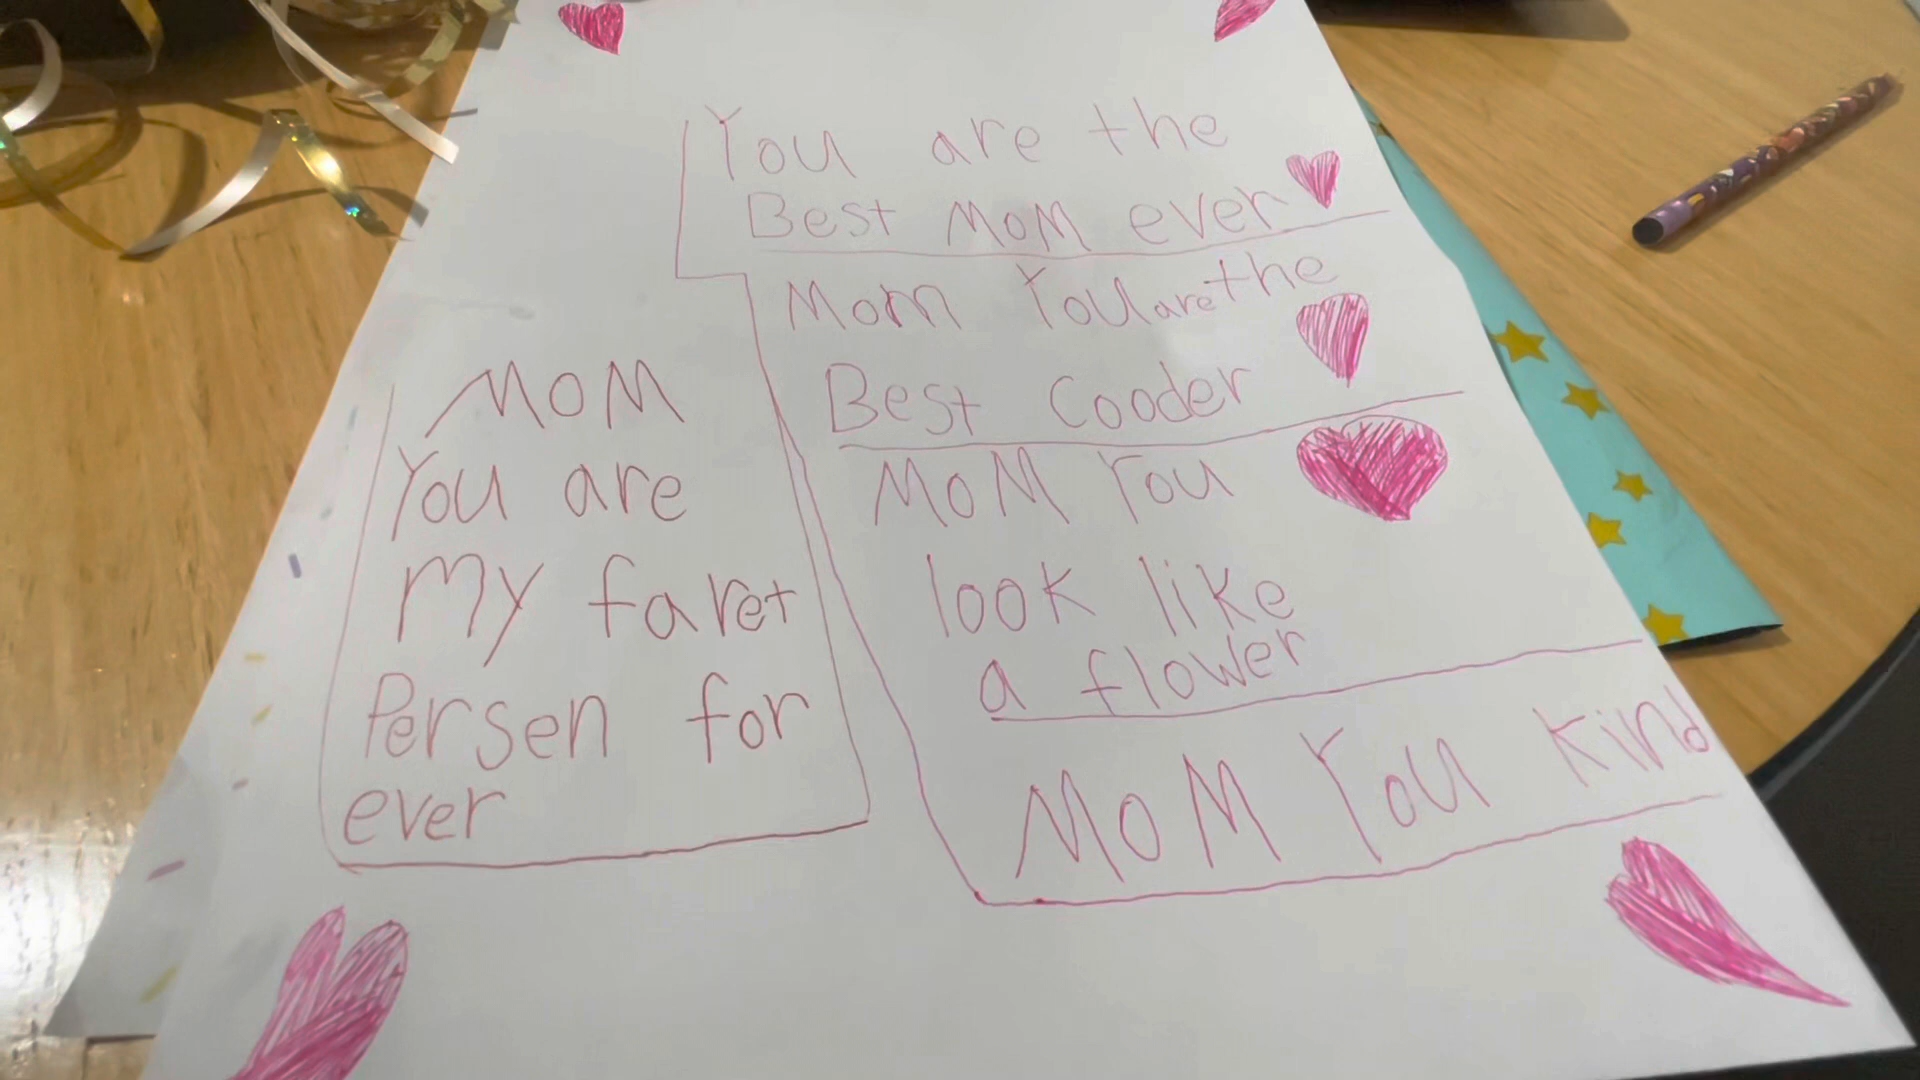 You are the
Best MoM ever
Mom You are the
Best Cooder
MoM You
look like
a flower
MoM You kind
MoM
You are
my faret
Persen for
ever